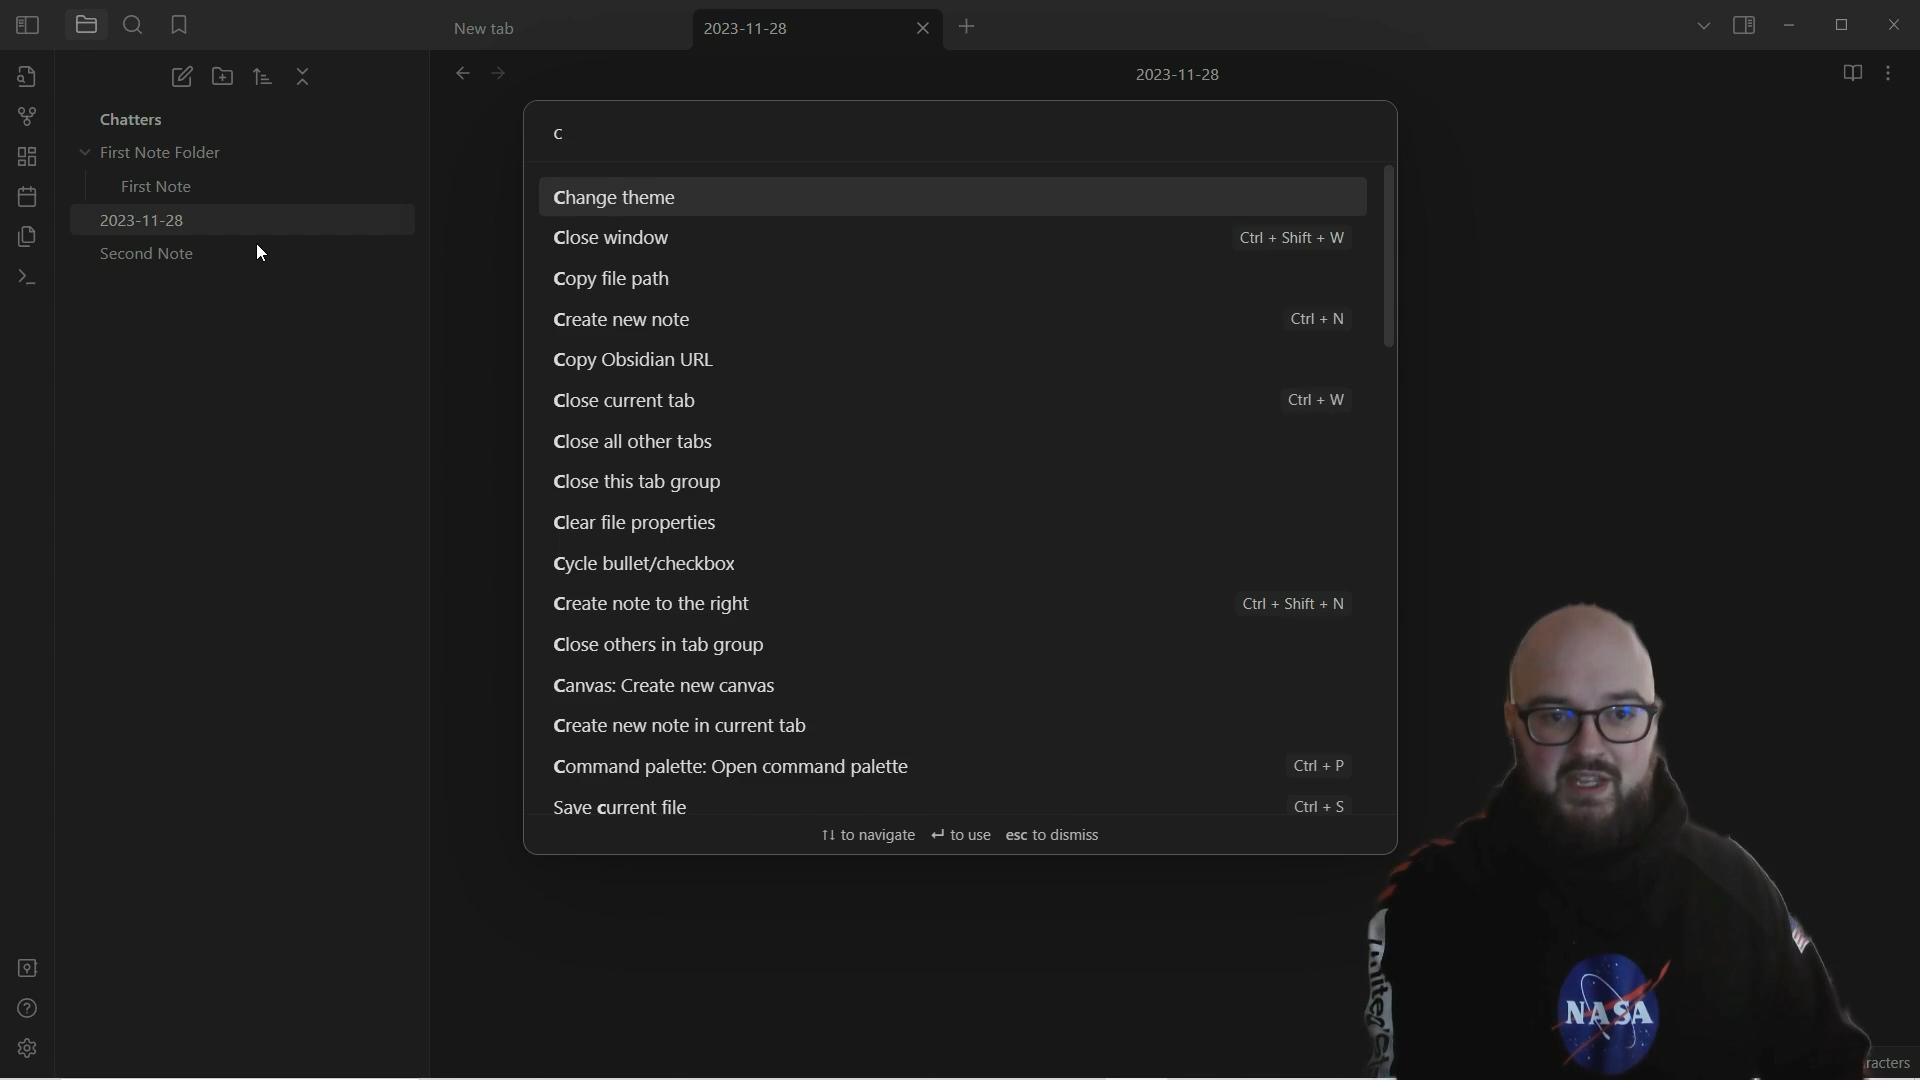 New tab
2023-11-28
2023-11-28
Chatters
First Note Folder
First Note
2023-11-28
Second Note
c
Change theme
Close window Ctrl + Shift + W
Copy file path
Create new note Ctrl + N
Copy Obsidian URL
Close current tab Ctrl + W
Close all other tabs
Close this tab group
Clear file properties
Cycle bullet/checkbox
Create note to the right Ctrl + Shift + N
Close others in tab group
Canvas: Create new canvas
Create new note in current tab
Command palette: Open command palette Ctrl + P
Save current file Ctrl + S
↑↓ to navigate ↵ to use esc to dismiss
NASA
racters